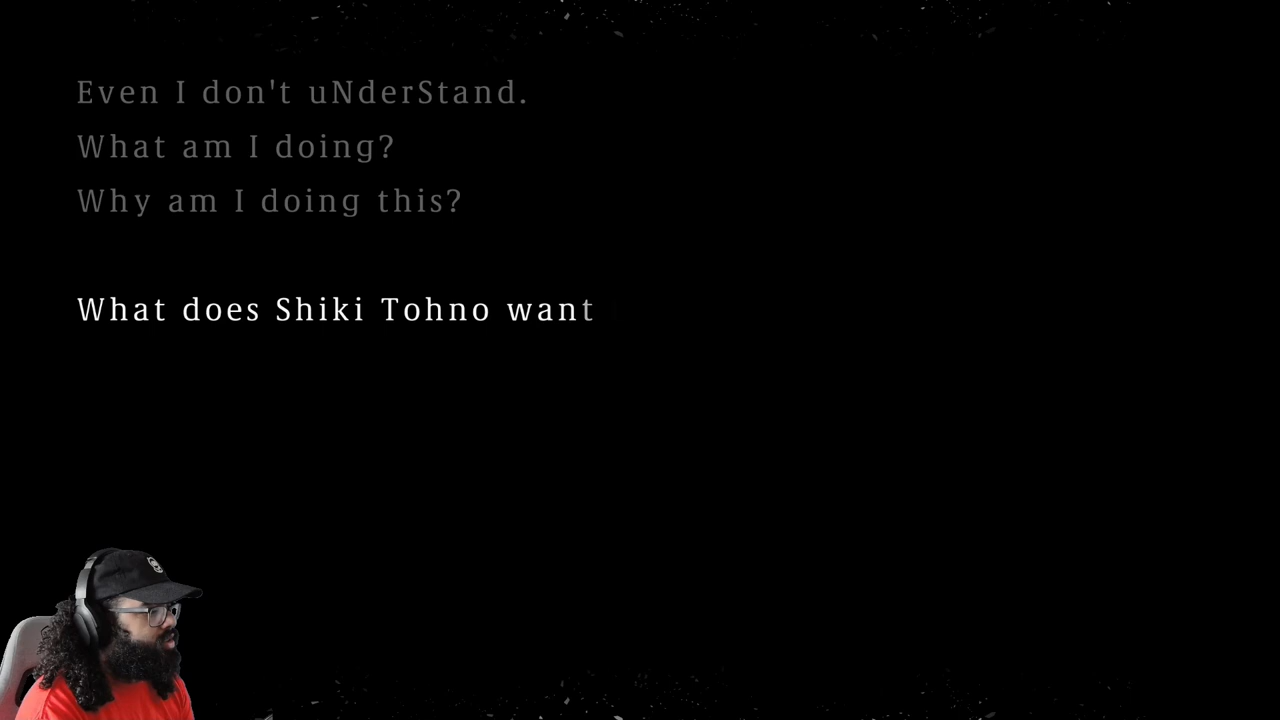 Even I don't uNderStand.
What am I doing?
Why am I doing this?
What does Shiki Tohno want